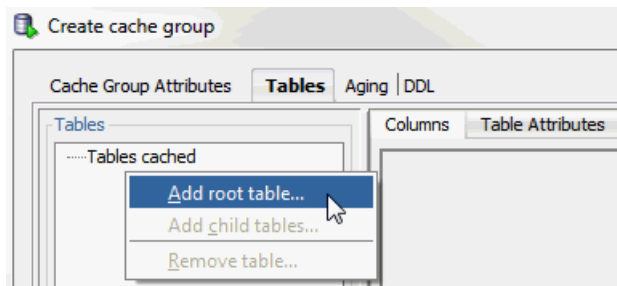 Create cache group
Cache Group Attributes Tables Aging DDL
Tables
Columns Table Attributes
Tables cached
Add root table...
Add child tables...
Remove table...